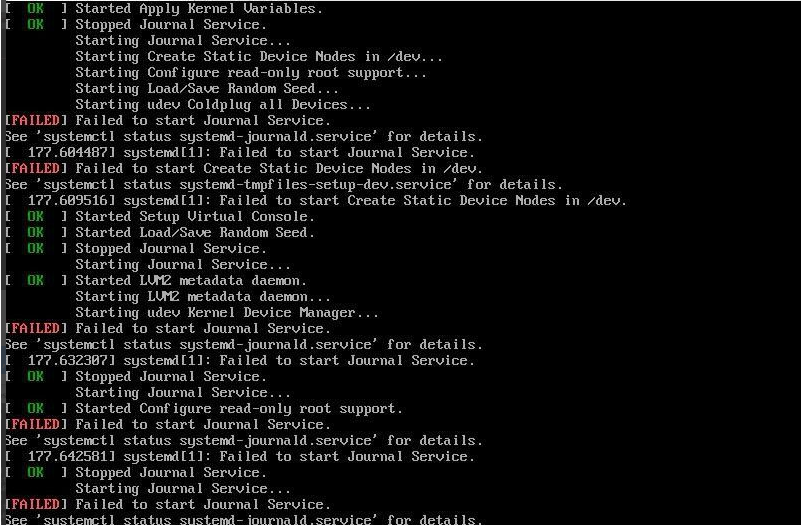 [  OK  ] Started Apply Kernel Variables.
[  OK  ] Stopped Journal Service.
         Starting Journal Service...
         Starting Create Static Device Nodes in /dev...
         Starting Configure read-only root support...
         Starting Load/Save Random Seed...
         Starting udev Coldplug all Devices...
[FAILED] Failed to start Journal Service.
See 'systemctl status systemd-journald.service' for details.
[  177.604487] systemd[1]: Failed to start Journal Service.
[FAILED] Failed to start Create Static Device Nodes in /dev.
See 'systemctl status systemd-tmpfiles-setup-dev.service' for details.
[  177.609516] systemd[1]: Failed to start Create Static Device Nodes in /dev.
[  OK  ] Started Setup Virtual Console.
[  OK  ] Started Load/Save Random Seed.
[  OK  ] Stopped Journal Service.
         Starting Journal Service...
[  OK  ] Started LVM2 metadata daemon.
         Starting LVM2 metadata daemon...
         Starting udev Kernel Device Manager...
[FAILED] Failed to start Journal Service.
See 'systemctl status systemd-journald.service' for details.
[  177.632307] systemd[1]: Failed to start Journal Service.
[  OK  ] Stopped Journal Service.
         Starting Journal Service...
[  OK  ] Started Configure read-only root support.
[FAILED] Failed to start Journal Service.
See 'systemctl status systemd-journald.service' for details.
[  177.642581] systemd[1]: Failed to start Journal Service.
[  OK  ] Stopped Journal Service.
         Starting Journal Service...
[FAILED] Failed to start Journal Service.
See 'systemctl status systemd-journald.service' for details.